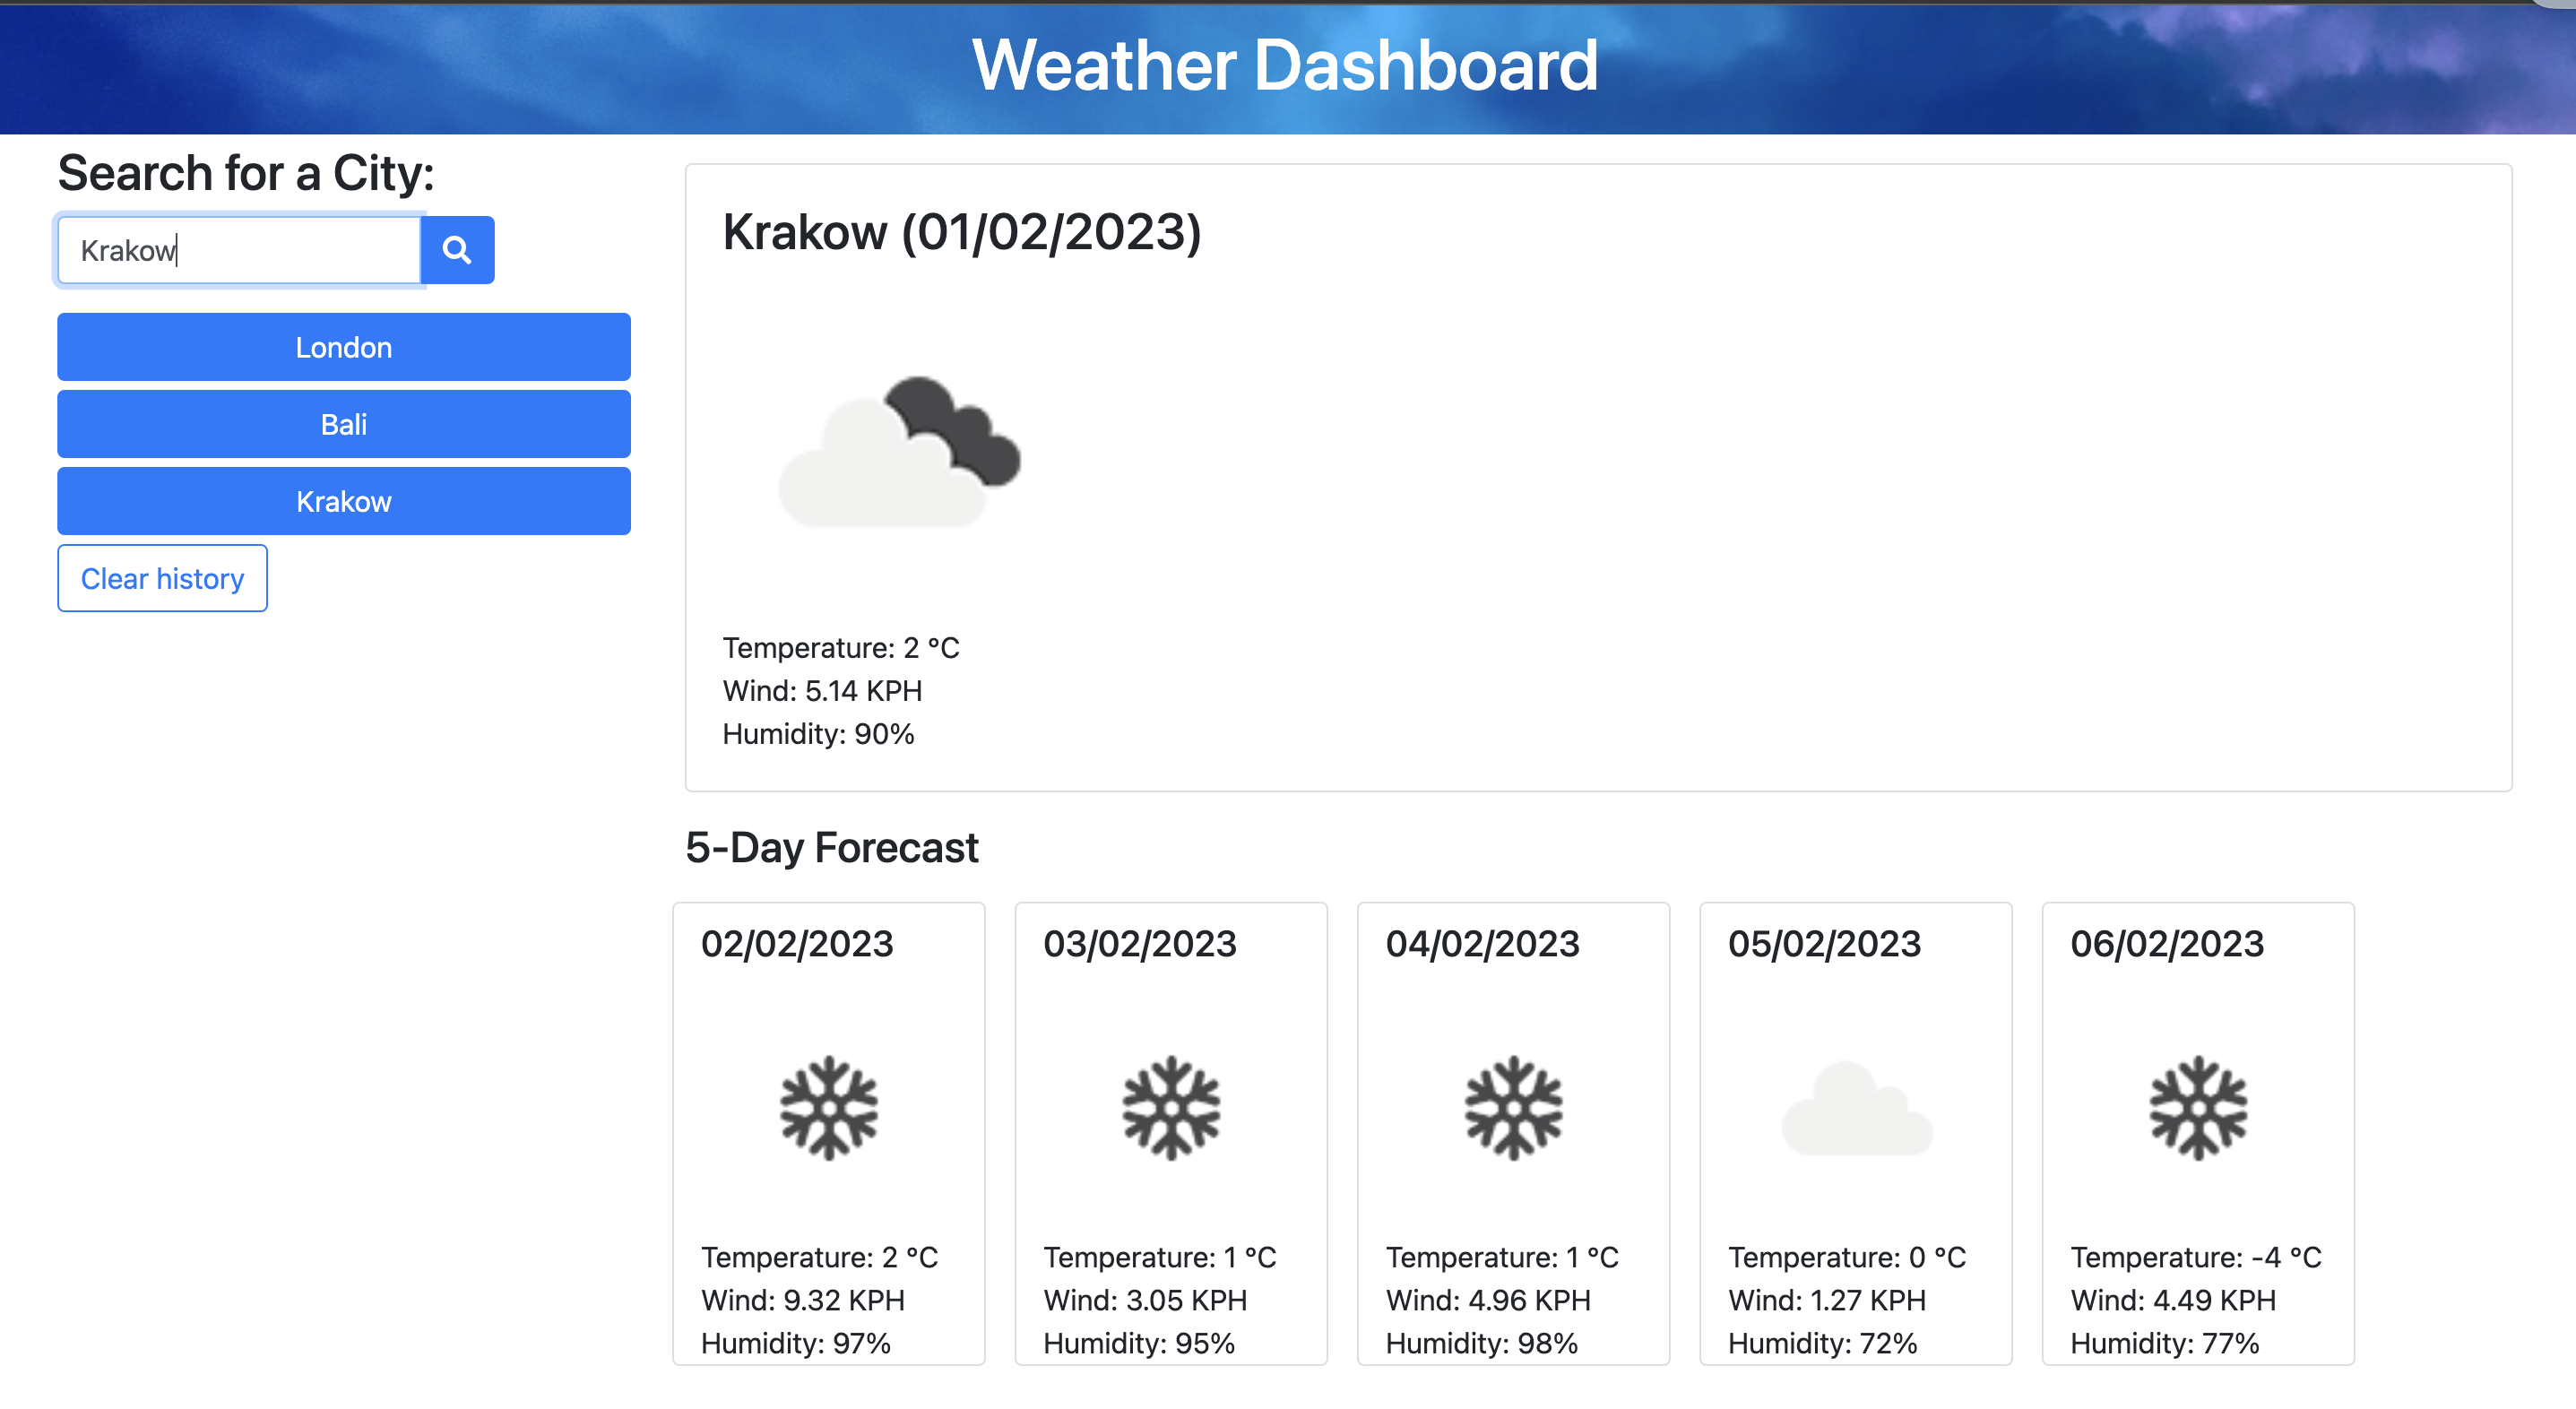 Weather Dashboard
Search for a City:
Krakow
London
Bali
Krakow
Clear history
Krakow (01/02/2023)
Temperature: 2 °C
Wind: 5.14 KPH
Humidity: 90%
5-Day Forecast
02/02/2023
Temperature: 2 °C
Wind: 9.32 KPH
Humidity: 97%
03/02/2023
Temperature: 1 °C
Wind: 3.05 KPH
Humidity: 95%
04/02/2023
Temperature: 1 °C
Wind: 4.96 KPH
Humidity: 98%
05/02/2023
Temperature: 0 °C
Wind: 1.27 KPH
Humidity: 72%
06/02/2023
Temperature: -4 °C
Wind: 4.49 KPH
Humidity: 77%